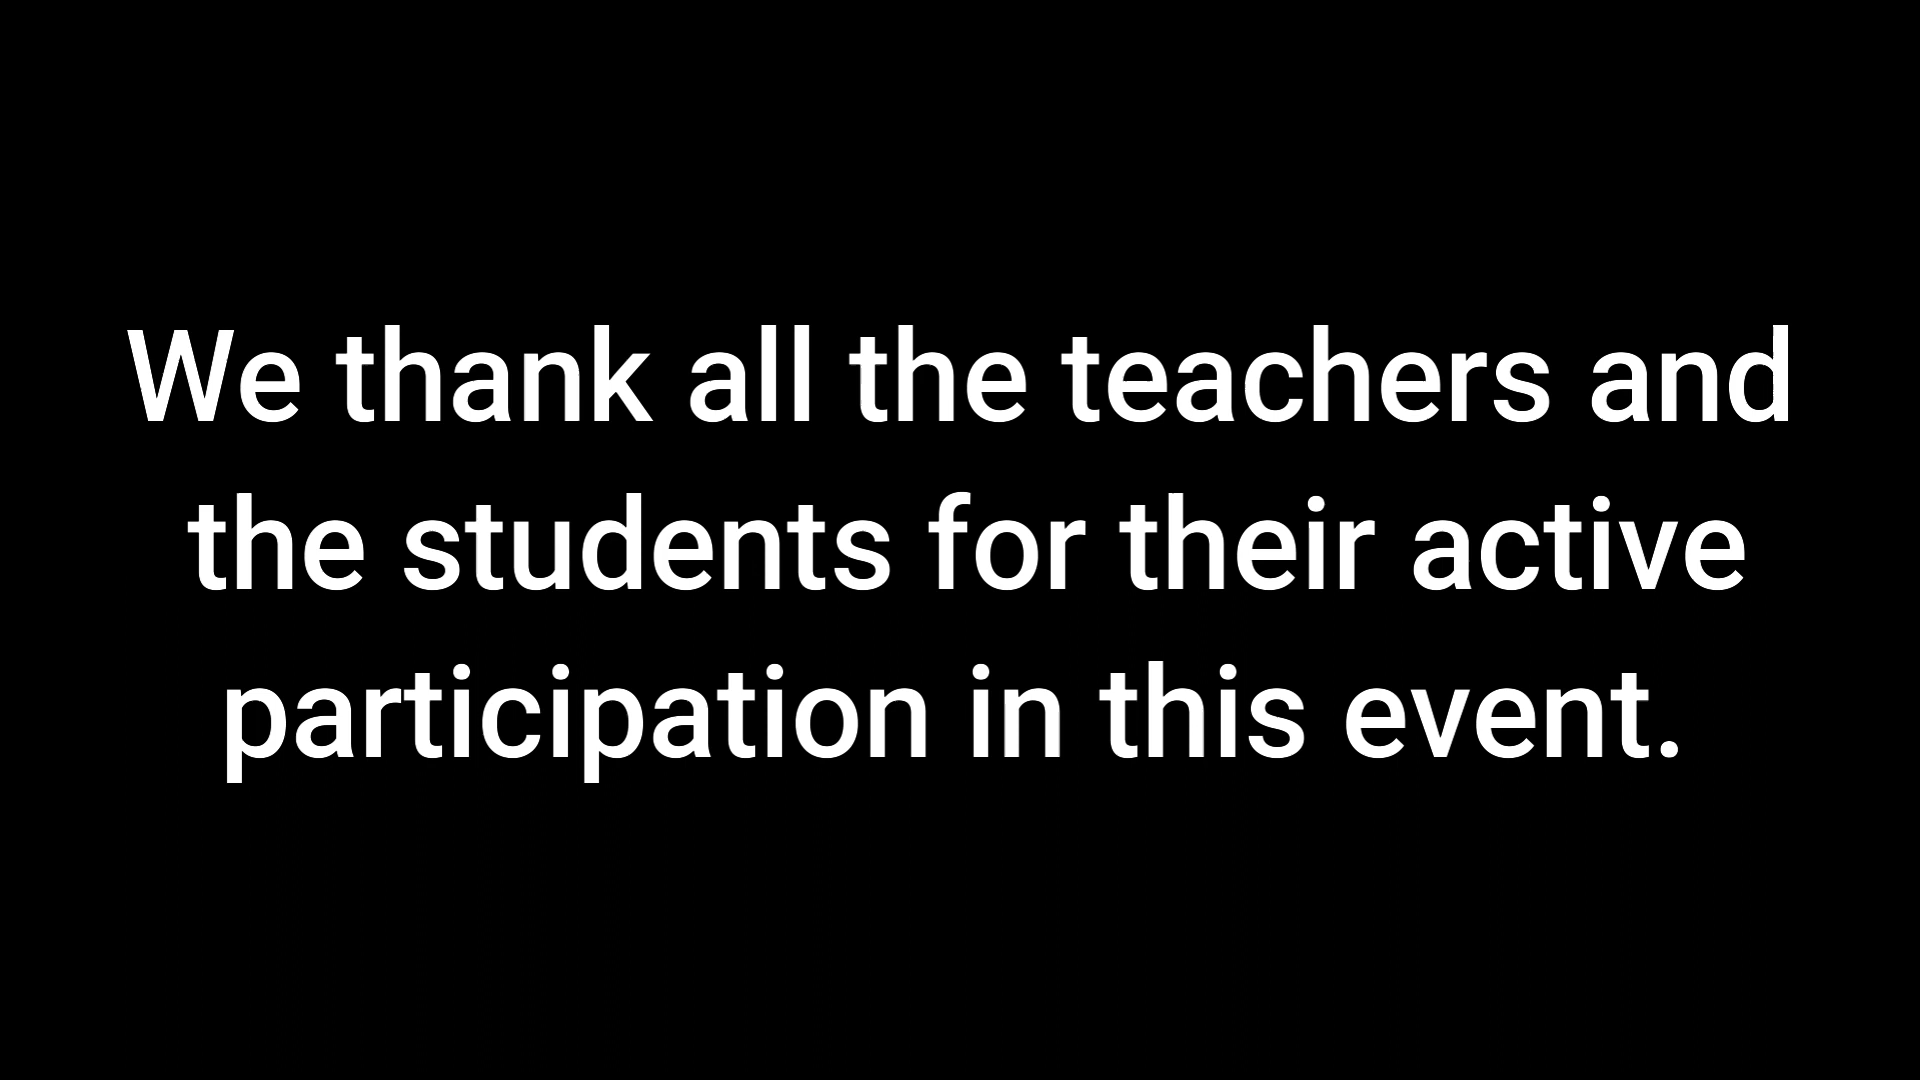 We thank all the teachers and
the students for their active
participation in this event.